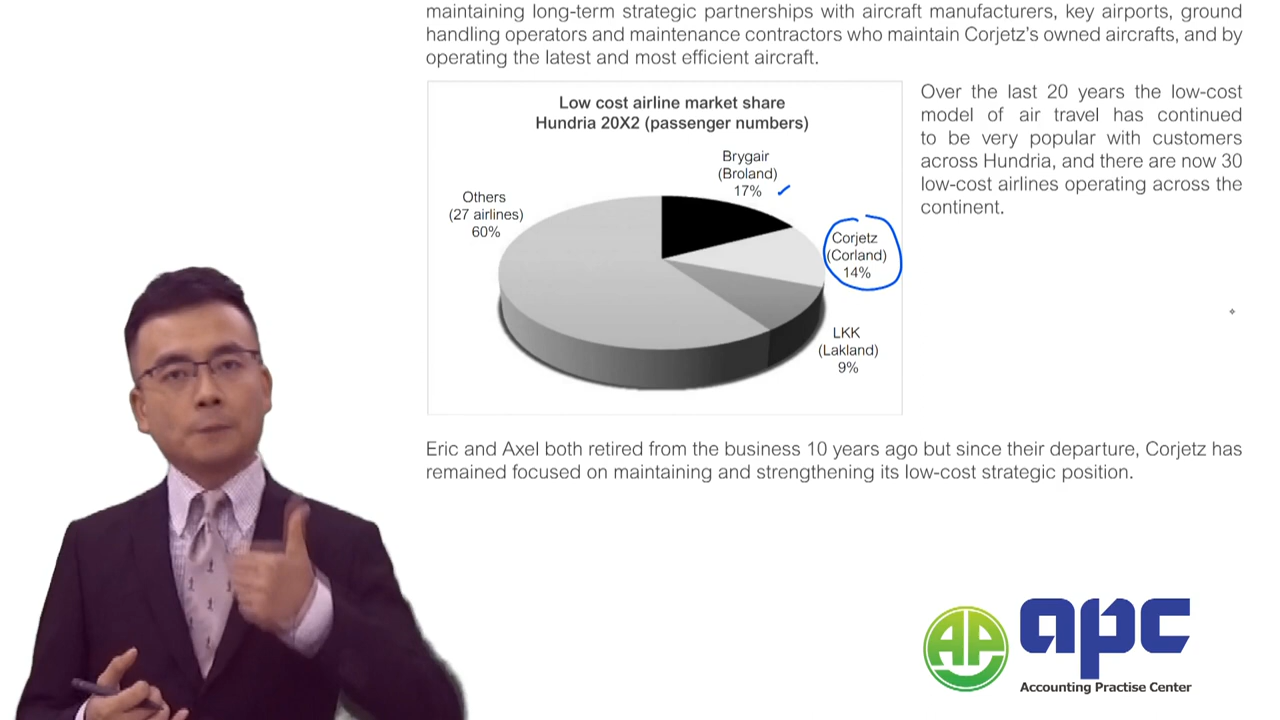 maintaining long-term strategic partnerships with aircraft manufacturers, key airports, ground
handling operators and maintenance contractors who maintain Corjetz's owned aircrafts, and by
operating the latest and most efficient aircraft.
Low cost airline market share
Hundria 20X2 (passenger numbers)
Brygair
(Broland)
17%
Others
(27 airlines)
60%
Corjetz
(Corland)
14%
LKK
(Lakland)
9%
Over the last 20 years the low-cost
model of air travel has continued
to be very popular with customers
across Hundria, and there are now 30
low-cost airlines operating across the
continent.
Eric and Axel both retired from the business 10 years ago but since their departure, Corjetz has
remained focused on maintaining and strengthening its low-cost strategic position.
AP
apc
Accounting Practise Center